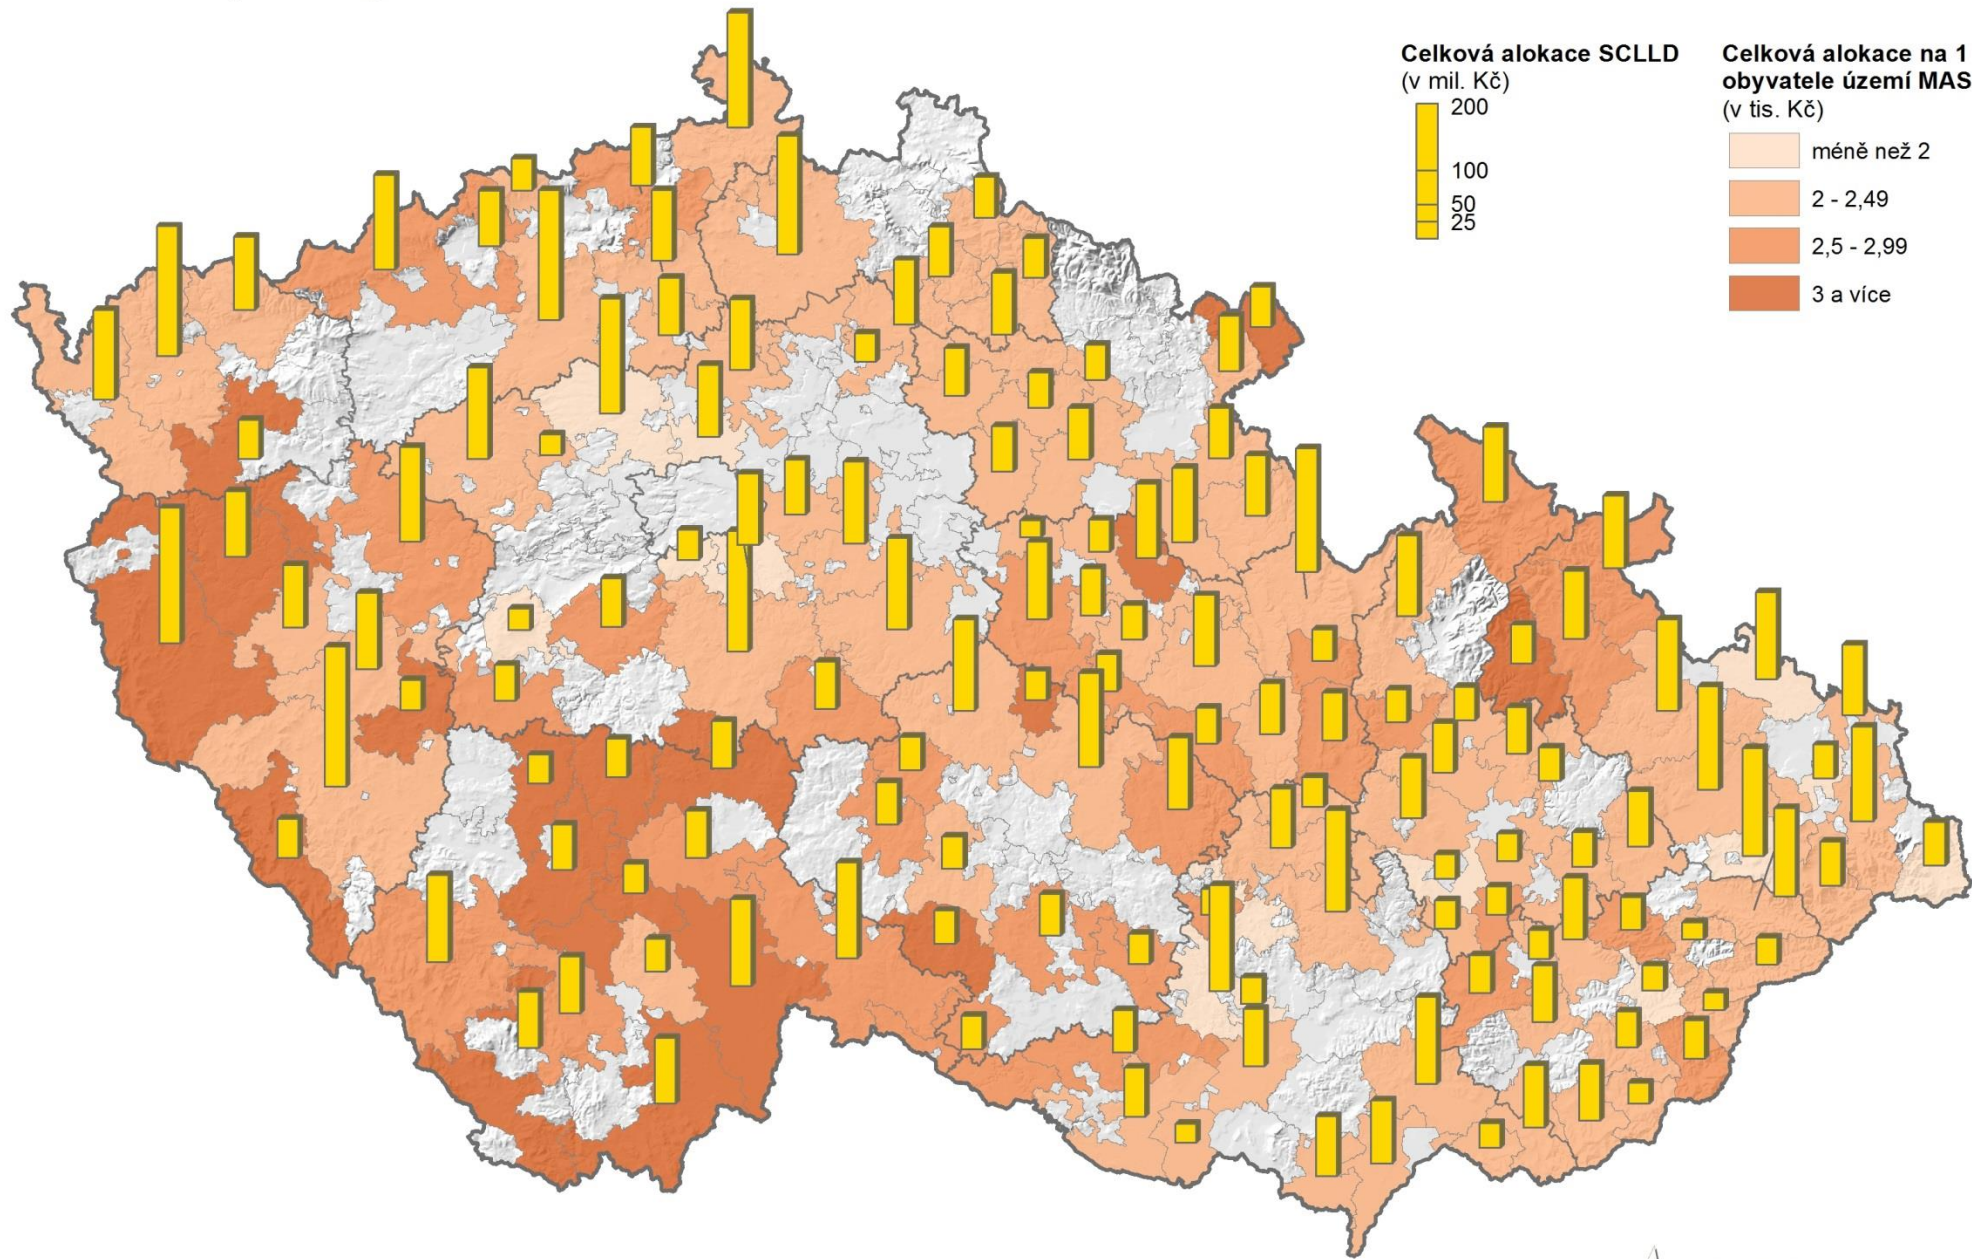 Celková alokace SCLLD
(v mil. Kč)
200
100
50
25
Celková alokace na 1
obyvatele území MAS
(v tis. Kč)
méně než 2
2 - 2,49
2,5 - 2,99
3 a více